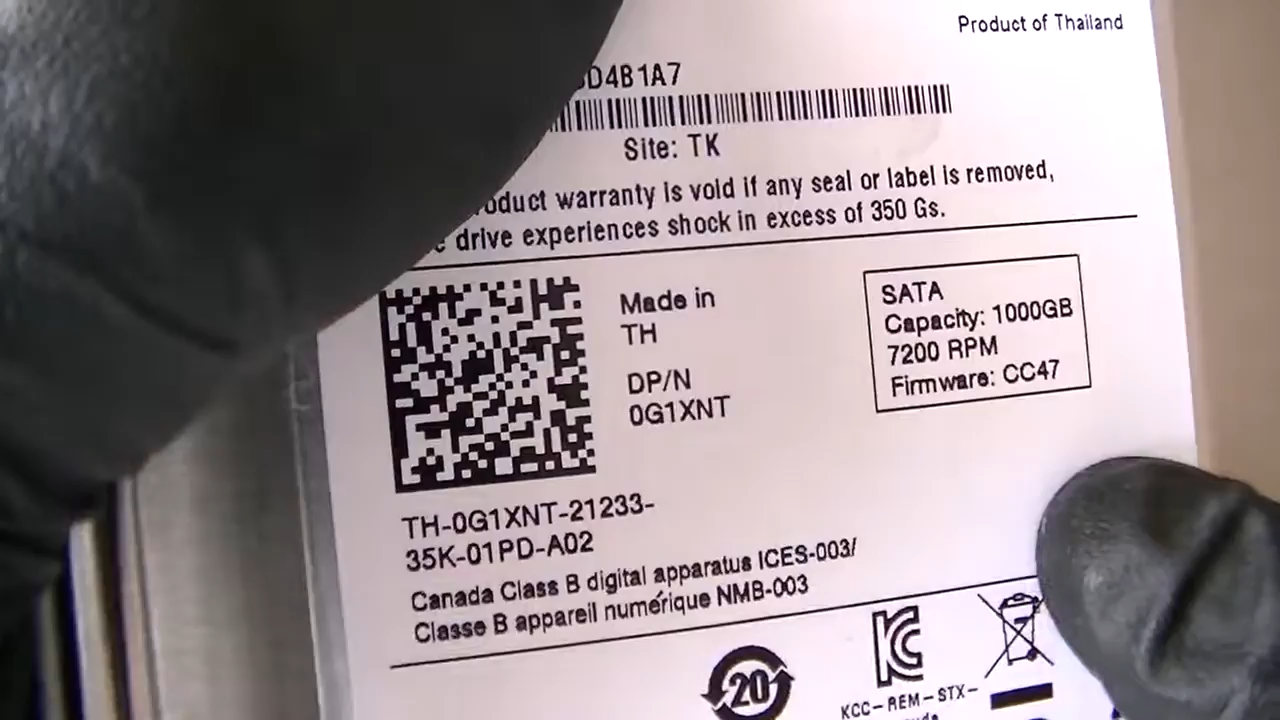 Product of Thailand
D4B1A7
Site: TK
product warranty is void if any seal or label is removed,
drive experiences shock in excess of 350 Gs.
Made in
TH
DP/N
0G1XNT
SATA
Capacity: 1000GB
7200 RPM
Firmware: CC47
TH-0G1XNT-21233-
35K-01PD-A02
Canada Class B digital apparatus ICES-003/
Classe B appareil numérique NMB-003
20
KCC-REM-STX-